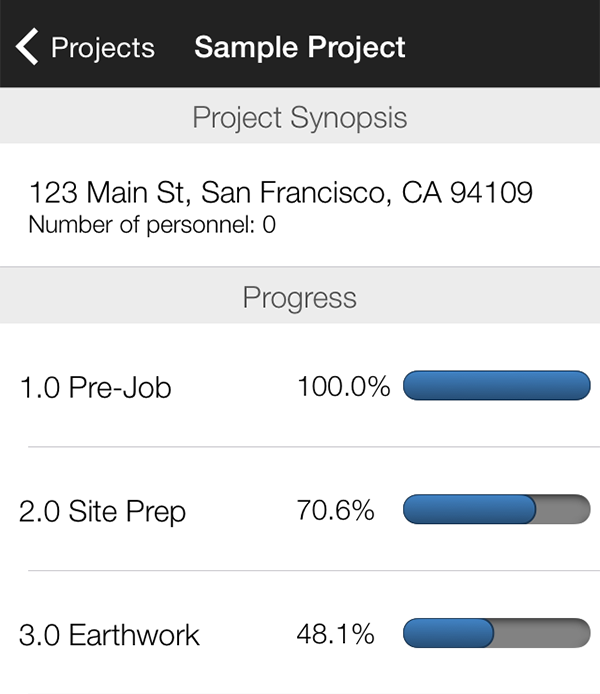 Projects Sample Project
Project Synopsis
123 Main St, San Francisco, CA 94109
Number of personnel: 0
Progress
1.0 Pre-Job 100.0%
2.0 Site Prep 70.6%
3.0 Earthwork 48.1%